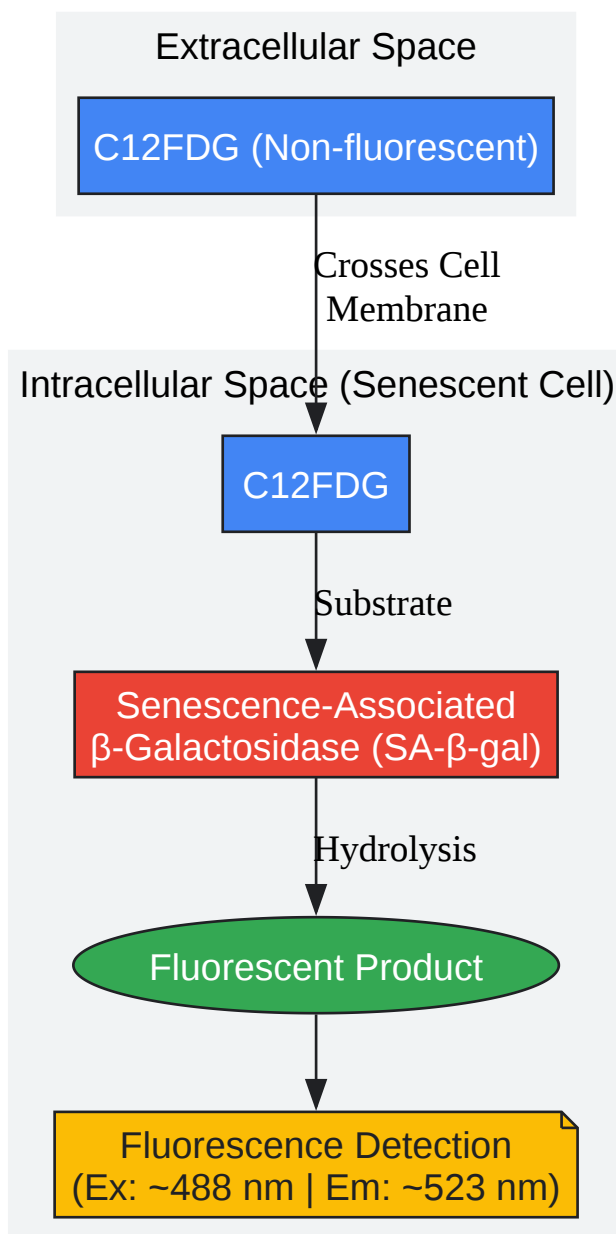 Extracellular Space
C12FDG (Non-fluorescent)
Crosses Cell
Membrane
Intracellular Space (Senescent Cell)
C12FDG
Substrate
Senescence-Associated
β-Galactosidase (SA-β-gal)
Hydrolysis
Fluorescent Product
Fluorescence Detection
(Ex: ~488 nm | Em: ~523 nm)